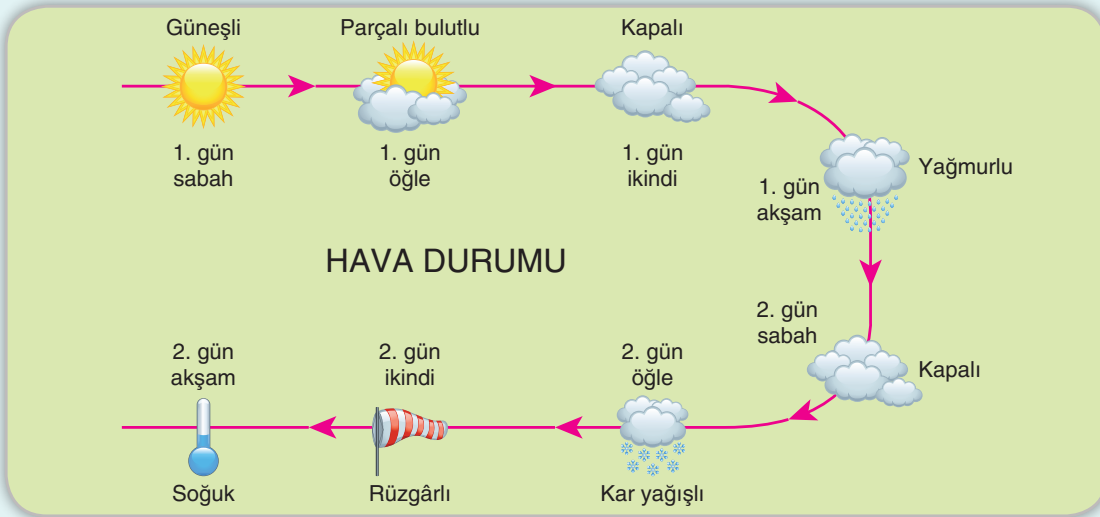 Güneşli
Parçalı bulutlu
Kapalı
1. gün
sabah
1. gün
öğle
1. gün
ikindi
Yağmurlu
1. gün
akşam
HAVA DURUMU
2. gün
sabah
Kapalı
2. gün
öğle
2. gün
ikindi
2. gün
akşam
Kar yağışlı
Rüzgârlı
Soğuk